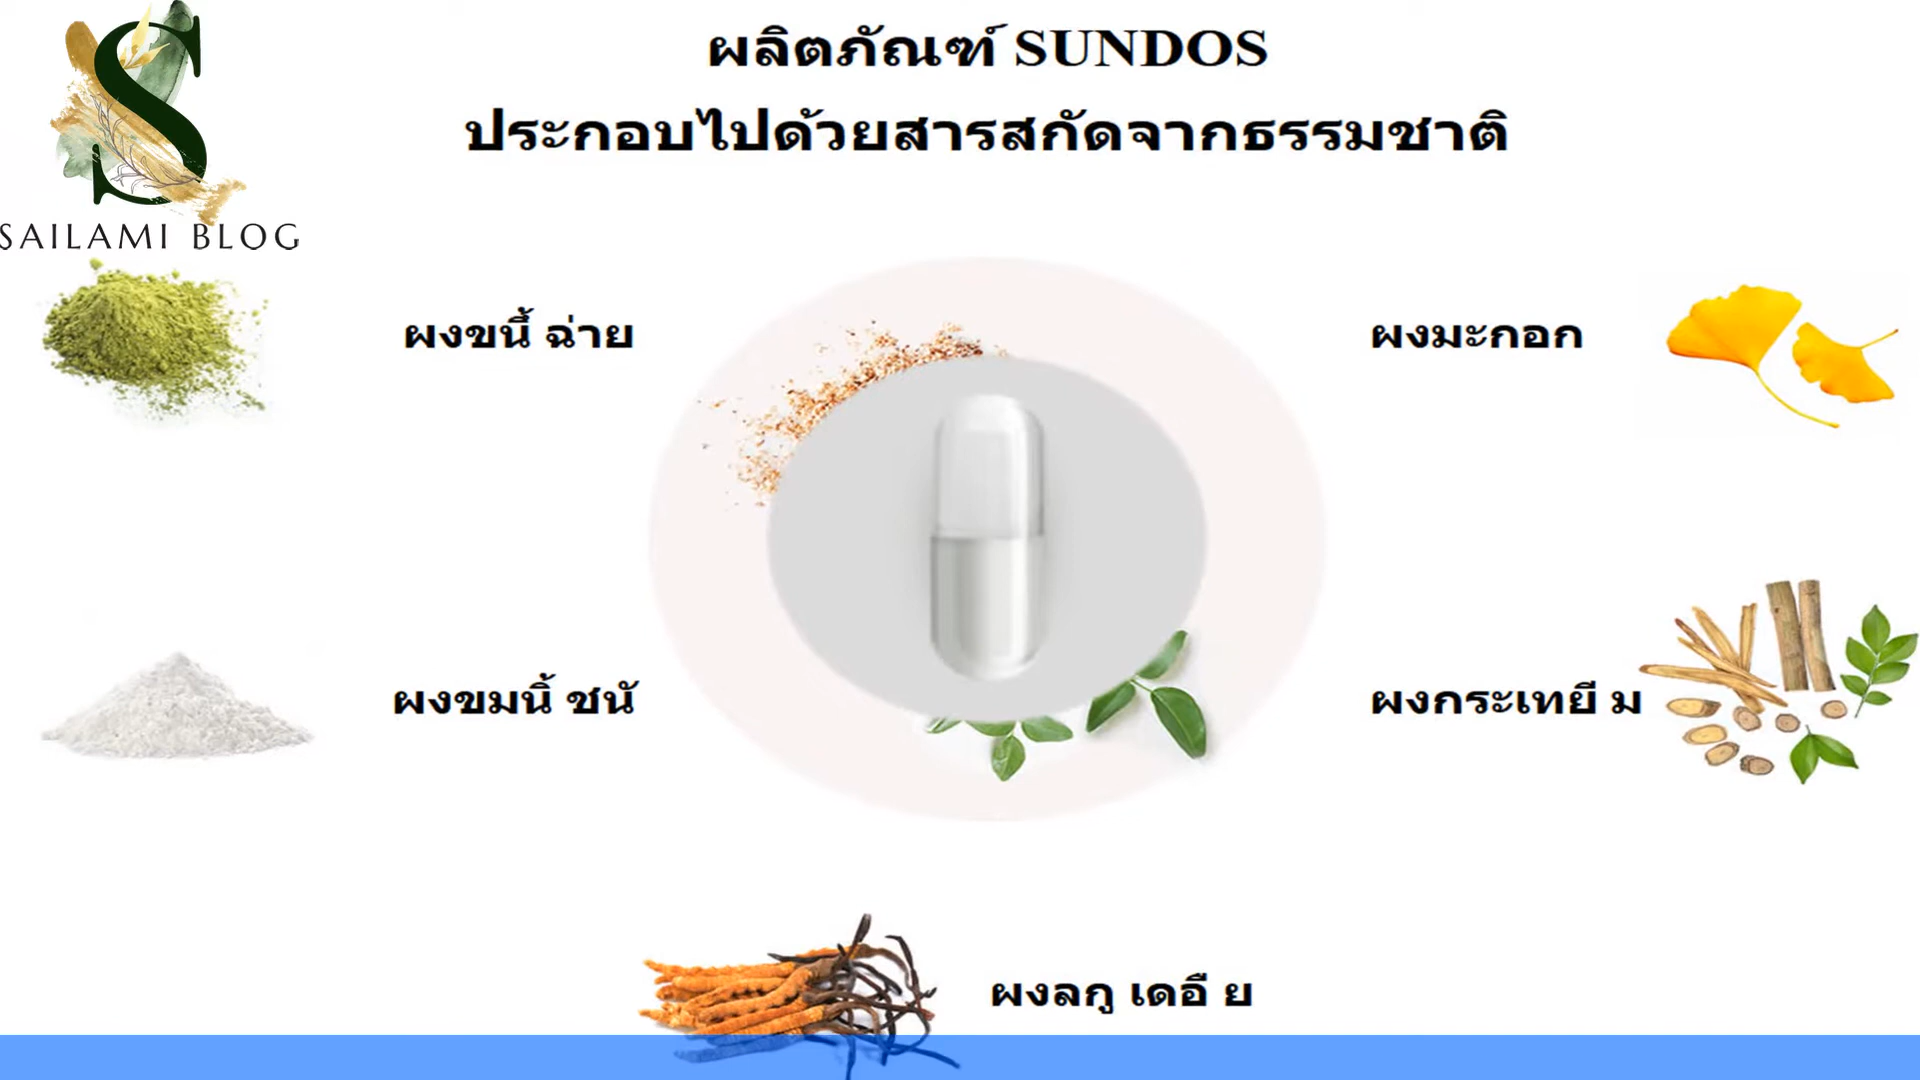 ผลิตภัณฑ์ SUNDOS
ประกอบไปด้วยสารสกัดจากธรรมชาติ
S
SAILAMI BLOG
ผงขนี้ ฉ่าย
ผงมะกอก
ผงขมนิ้ ชนั
ผงกระเทยี ม
ผงลกู เดอื ย